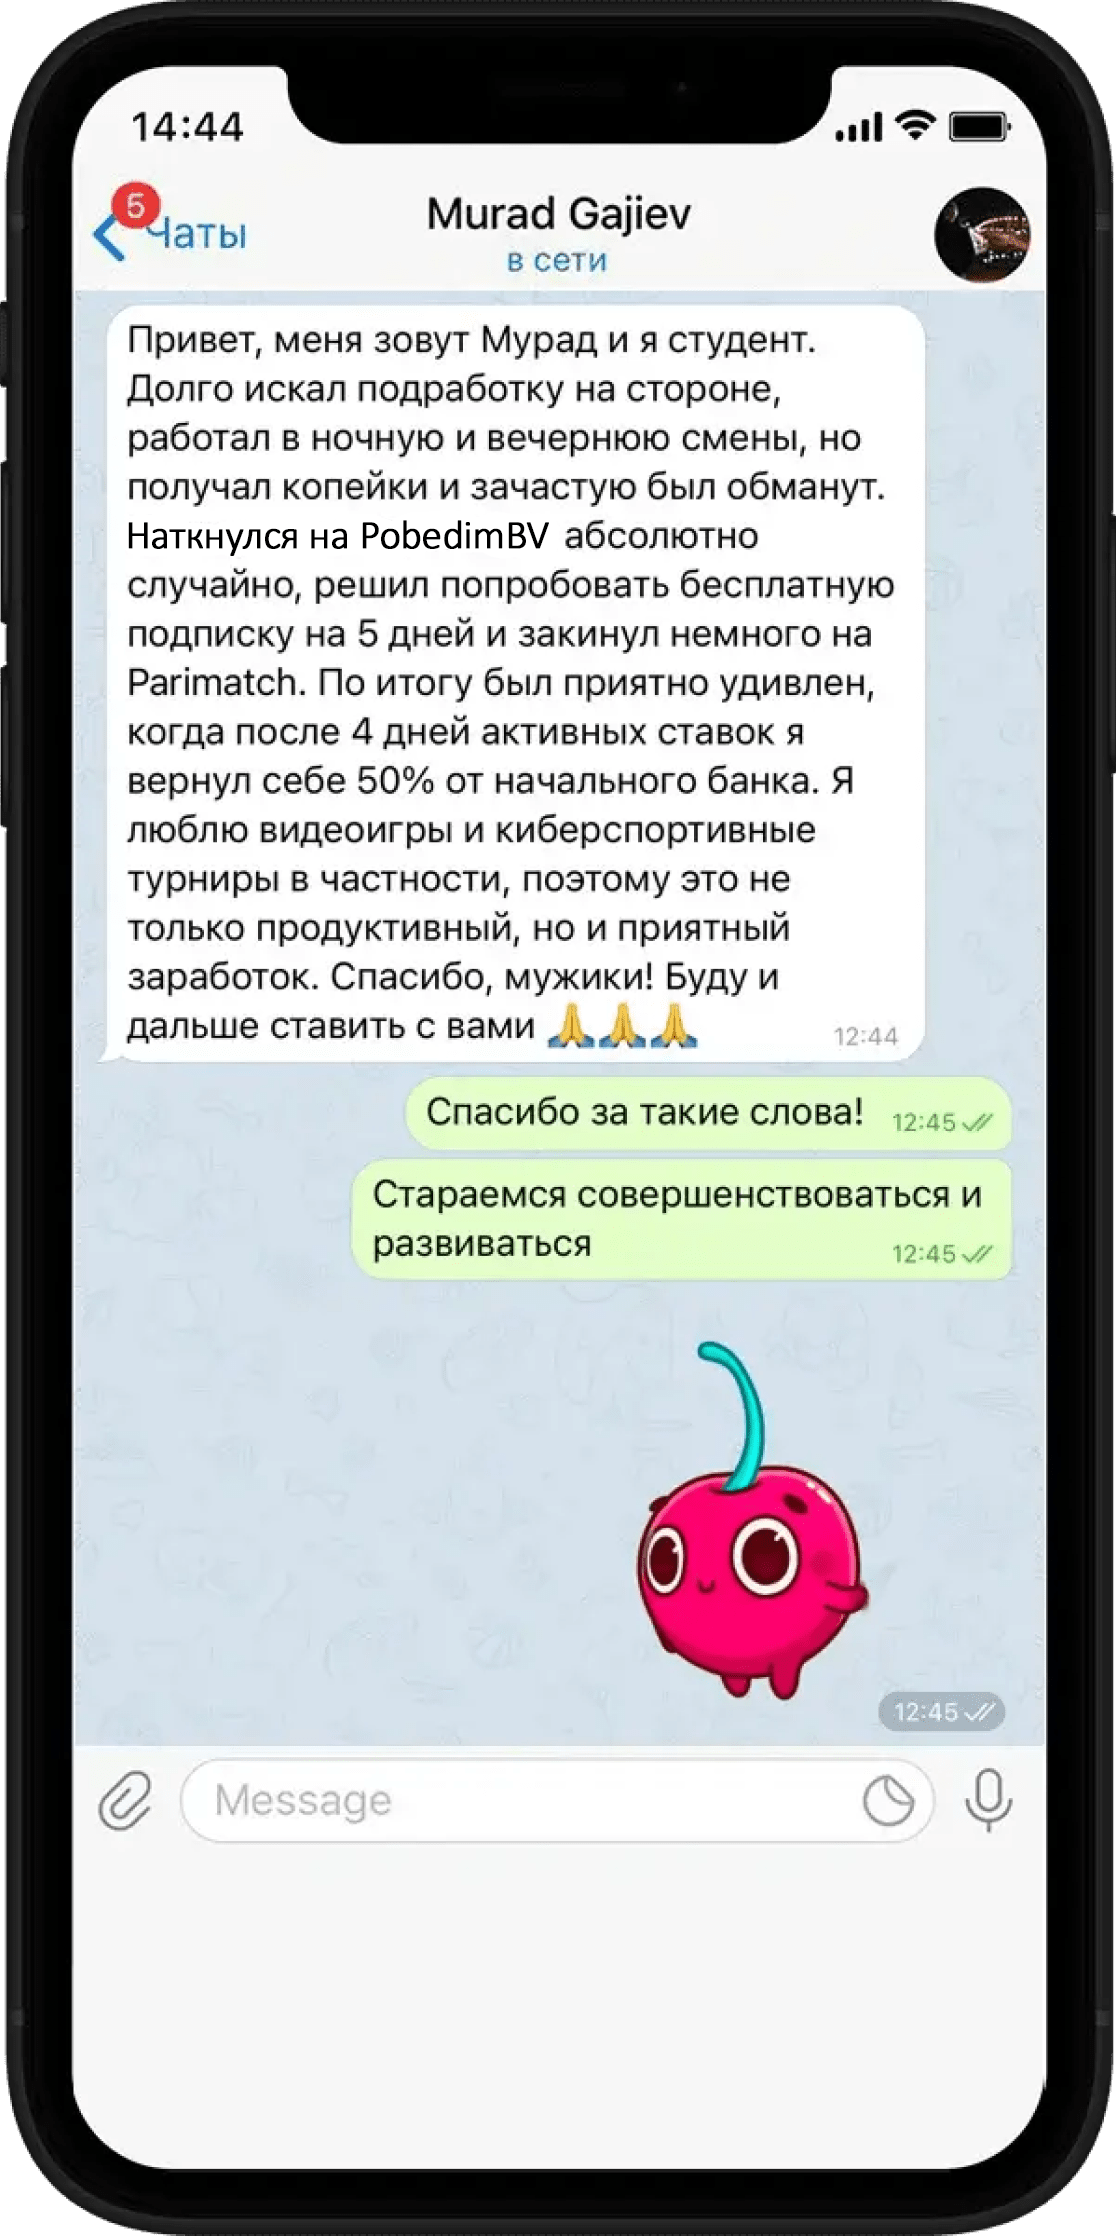 14:44
5
Чаты
Murad Gajiev
в сети
Привет, меня зовут Мурад и я студент.
Долго искал подработку на стороне,
работал в ночную и вечернюю смены, но
получал копейки и зачастую был обманут.
Наткнулся на PobedimBV абсолютно
случайно, решил попробовать бесплатную
подписку на 5 дней и закинул немного на
Parimatch. По итогу был приятно удивлен,
когда после 4 дней активных ставок я
вернул себе 50% от начального банка. Я
люблю видеоигры и киберспортивные
турниры в частности, поэтому это не
только продуктивный, но и приятный
заработок. Спасибо, мужики! Буду и
дальше ставить с вами 🙏🙏🙏 12:44
Спасибо за такие слова! 12:45
Стараемся совершенствоваться и
развиваться 12:45
12:45
Message